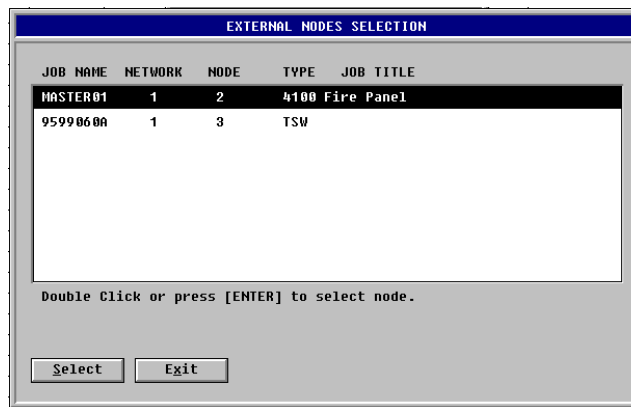 EXTERNAL NODES SELECTION
JOB NAME NETWORK NODE TYPE JOB TITLE
MASTER01 1 2 4100 Fire Panel
9599060A 1 3 TSW
Double Click or press [ENTER] to select node.
Select Exit